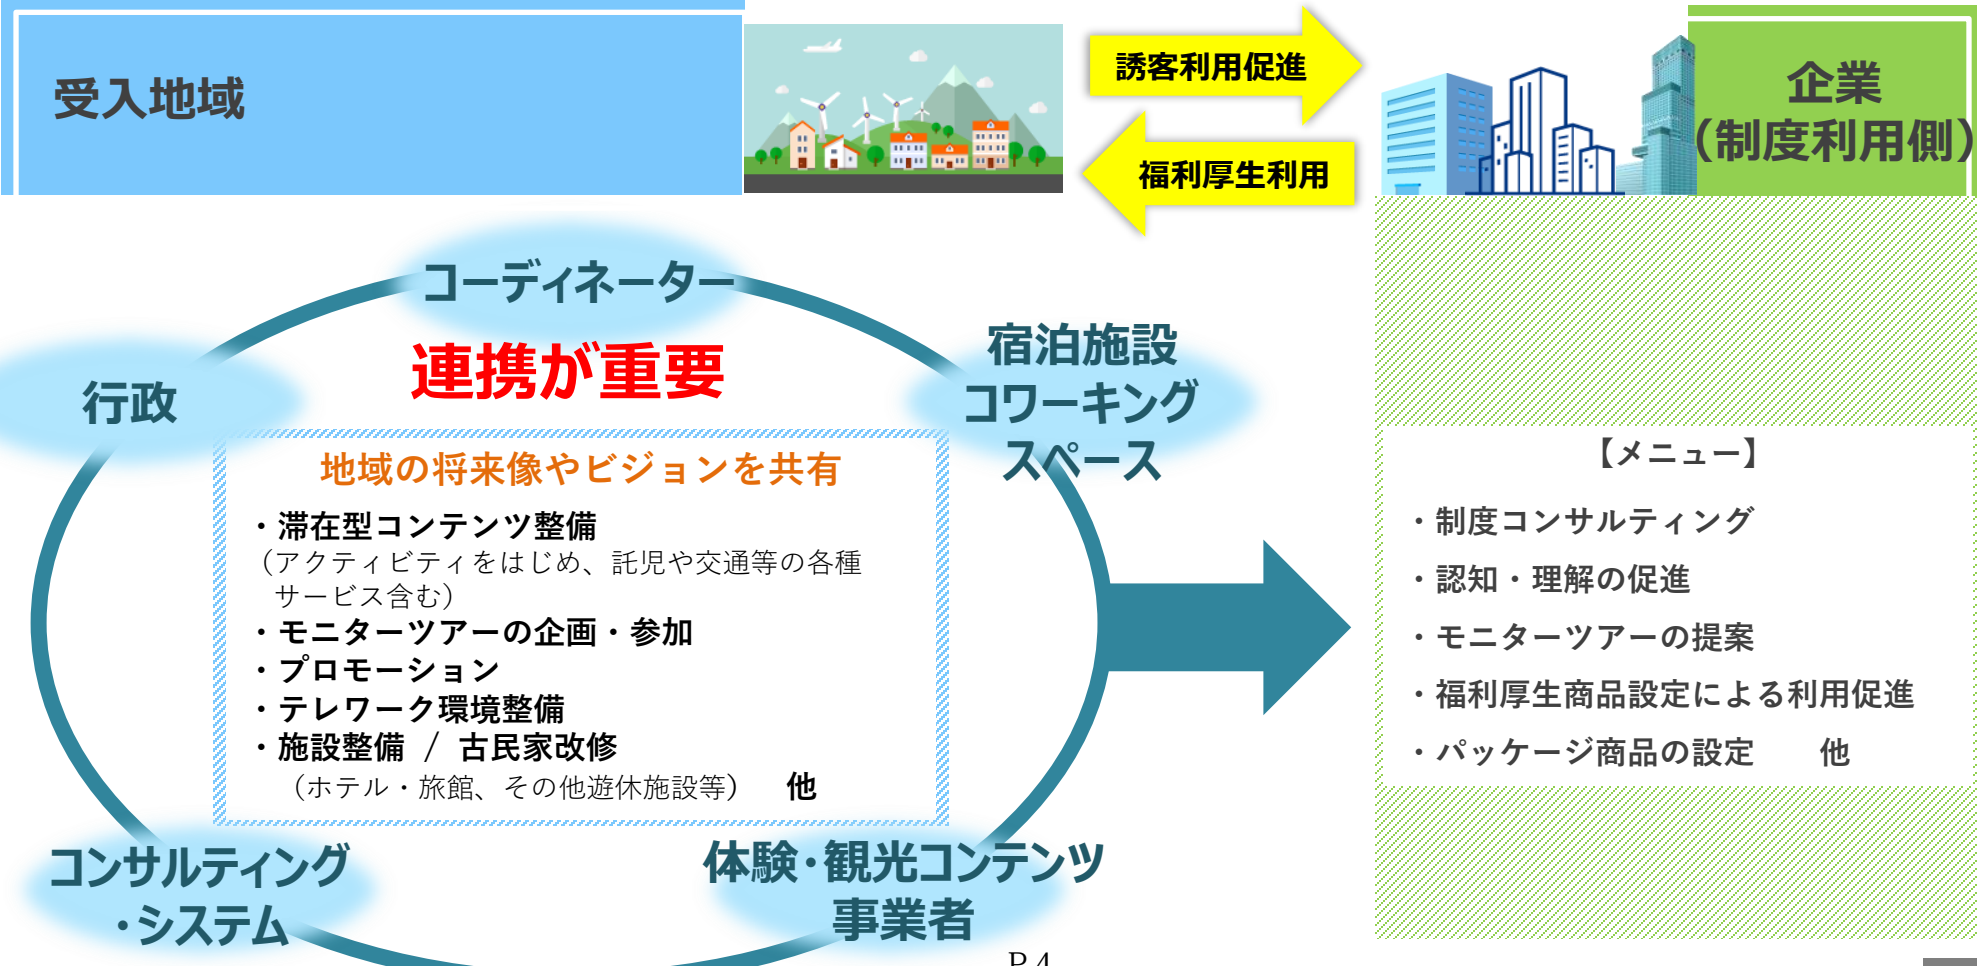 受入地域
誘客利用促進
福利厚生利用
企業
（制度利用側）
コーディネーター
連携が重要
行政
宿泊施設
コワーキング
スペース
地域の将来像やビジョンを共有
・滞在型コンテンツ整備
（アクティビティをはじめ、託児や交通等の各種
サービス含む）
・モニターツアーの企画・参加
・プロモーション
・テレワーク環境整備
・施設整備 / 古民家改修
（ホテル・旅館、その他遊休施設等） 他
コンサルティング
・システム
体験・観光コンテンツ
事業者
【メニュー】
・制度コンサルティング
・認知・理解の促進
・モニターツアーの提案
・福利厚生商品設定による利用促進
・パッケージ商品の設定 他
P.4